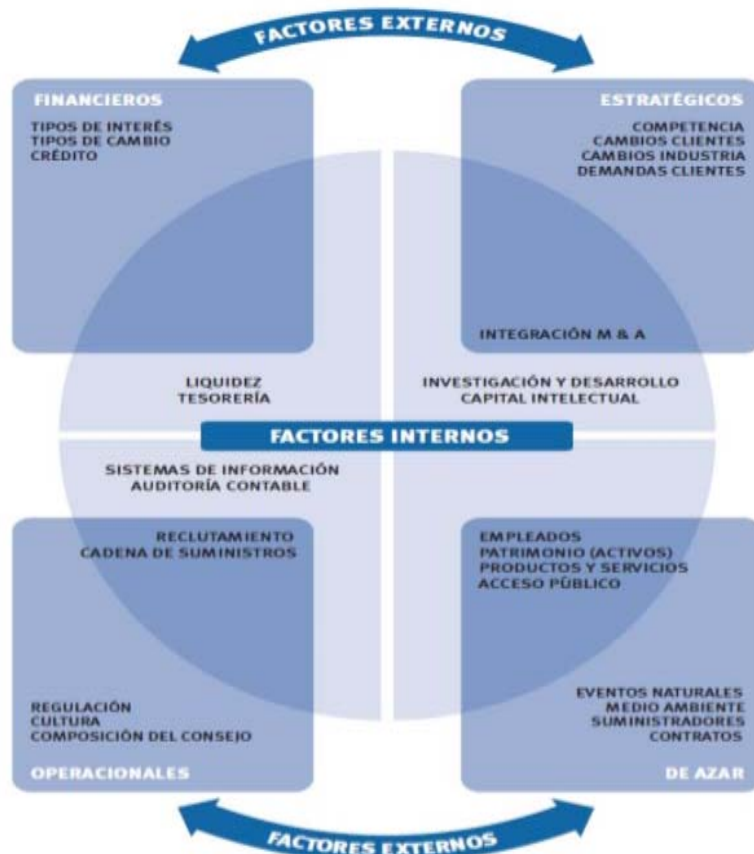 FACTORES EXTERNOS
FINANCIEROS
TIPOS DE INTERÉS
TIPOS DE CAMBIO
CRÉDITO
ESTRATÉGICOS
COMPETENCIA
CAMBIOS CLIENTES
CAMBIOS INDUSTRIA
DEMANDAS CLIENTES
INTEGRACIÓN M & A
LIQUIDEZ
TESORERÍA
INVESTIGACIÓN Y DESARROLLO
CAPITAL INTELECTUAL
FACTORES INTERNOS
SISTEMAS DE INFORMACIÓN
AUDITORÍA CONTABLE
RECLUTAMIENTO
CADENA DE SUMINISTROS
EMPLEADOS
PATRIMONIO (ACTIVOS)
PRODUCTOS Y SERVICIOS
ACCESO PÚBLICO
REGULACIÓN
CULTURA
COMPOSICIÓN DEL CONSEJO
OPERACIONALES
EVENTOS NATURALES
MEDIO AMBIENTE
SUMINISTRADORES
CONTRATOS
DE AZAR
FACTORES EXTERNOS